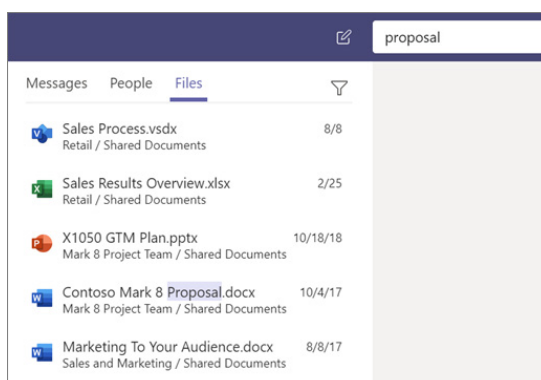 proposal
Messages People Files
Sales Process.vsdx 8/8
Retail / Shared Documents
Sales Results Overview.xlsx 2/25
Retail / Shared Documents
X1050 GTM Plan.pptx 10/18/18
Mark 8 Project Team / Shared Documents
Contoso Mark 8 Proposal.docx 10/4/17
Mark 8 Project Team / Shared Documents
Marketing To Your Audience.docx 8/8/17
Sales and Marketing / Shared Documents